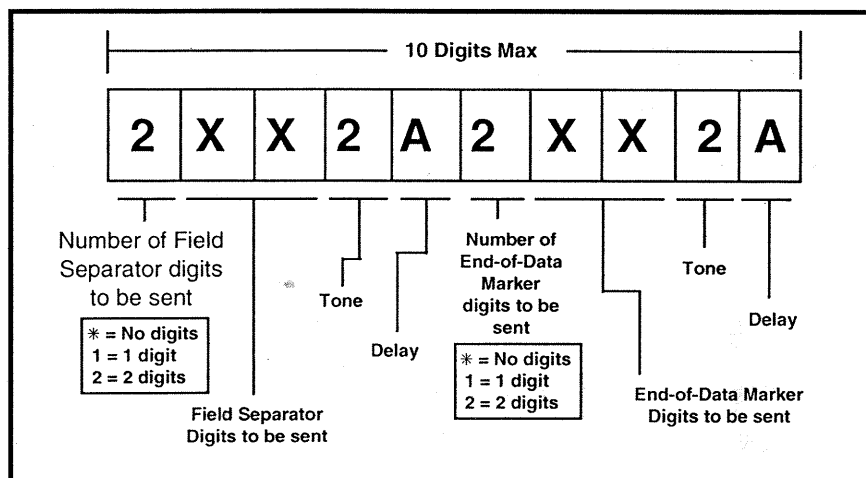 10 Digits Max
2 X X 2 A 2 X X 2 A
Number of Field
Separator digits
to be sent
✳ = No digits
1 = 1 digit
2 = 2 digits
Field Separator
Digits to be sent
Tone
Delay
Number of
End-of-Data
Marker
digits to be
sent
✳ = No digits
1 = 1 digit
2 = 2 digits
End-of-Data Marker
Digits to be sent
Tone
Delay